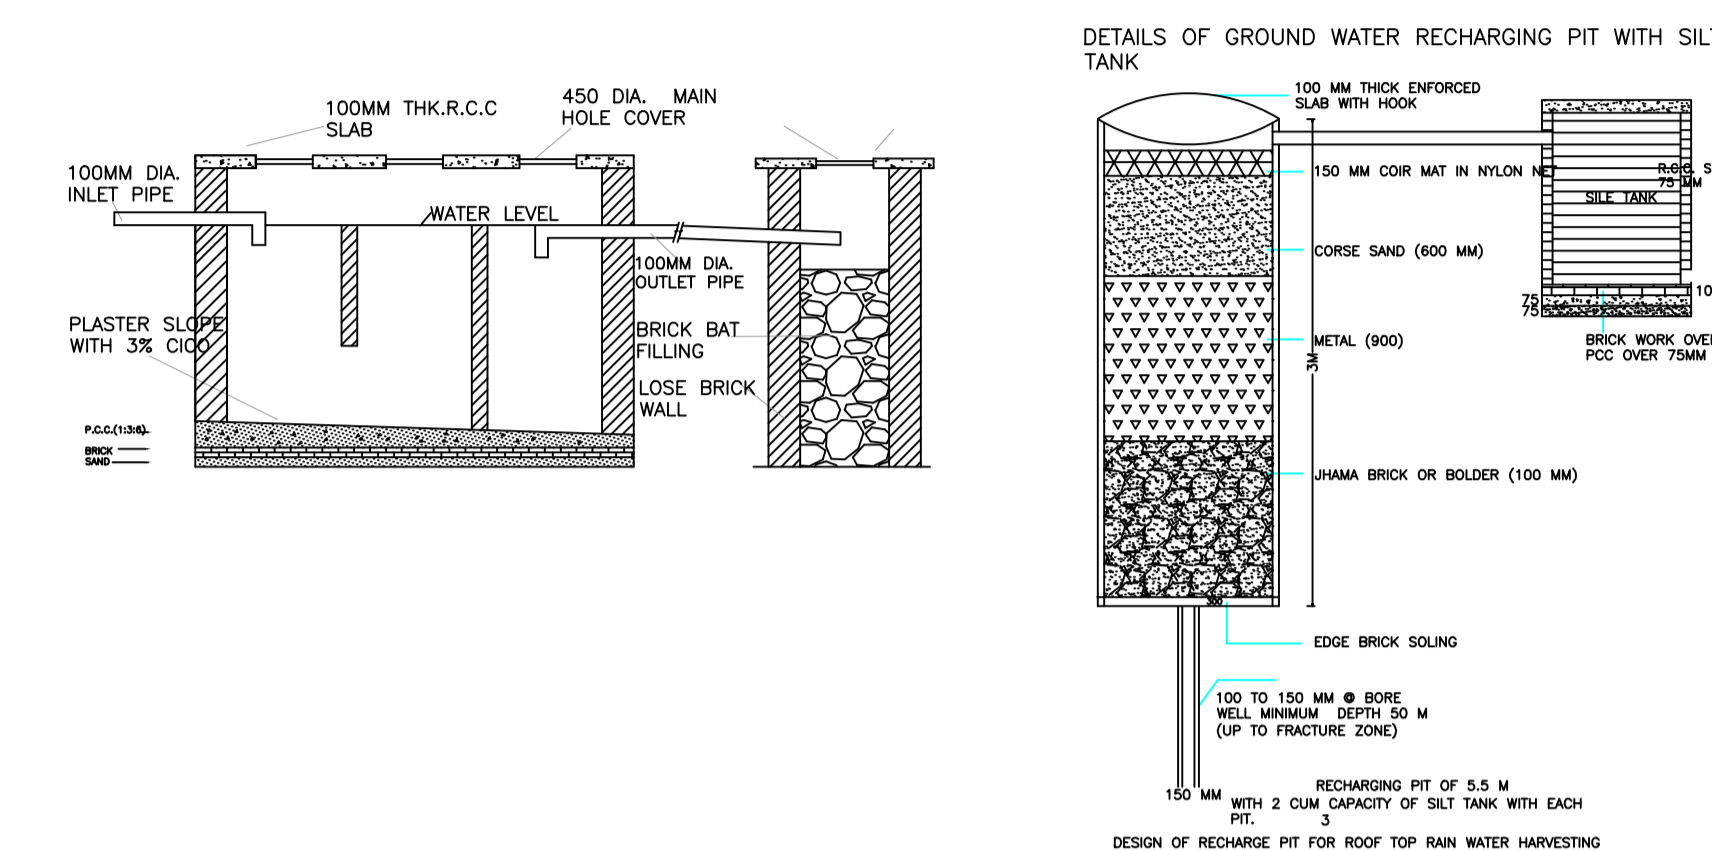 100MM THK.R.C.C
SLAB
450 DIA. MAIN
HOLE COVER
100MM DIA.
INLET PIPE
WATER LEVEL
100MM DIA.
OUTLET PIPE
PLASTER SLOPE
WITH 3% CICO
BRICK BAT
FILLING
LOSE BRICK
WALL
P.C.C.(1:3:6)
BRICK
SAND
DETAILS OF GROUND WATER RECHARGING PIT WITH SILT
TANK
100 MM THICK ENFORCED
SLAB WITH HOOK
150 MM COIR MAT IN NYLON NET
R.C.C. S
75 MM
SILE TANK
CORSE SAND (600 MM)
10
75
75
METAL (900)
BRICK WORK OVER
PCC OVER 75MM
3M
JHAMA BRICK OR BOLDER (100 MM)
300
EDGE BRICK SOLING
100 TO 150 MM @ BORE
WELL MINIMUM DEPTH 50 M
(UP TO FRACTURE ZONE)
150 MM
RECHARGING PIT OF 5.5 M
WITH 2 CUM CAPACITY OF SILT TANK WITH EACH
PIT. 3
DESIGN OF RECHARGE PIT FOR ROOF TOP RAIN WATER HARVESTING